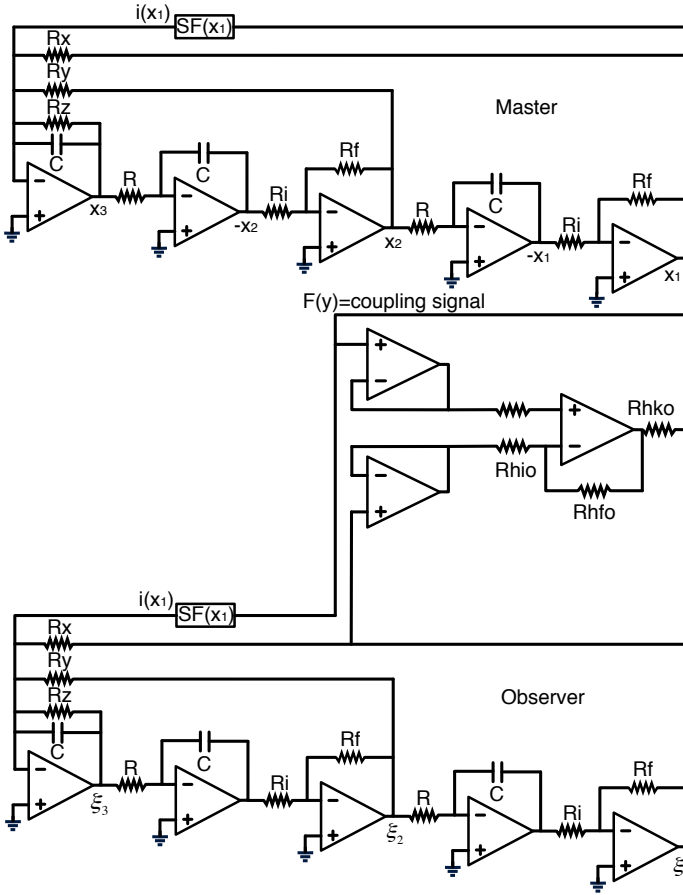 i(x₁) SF(x₁)
Rx
Ry
Rz
C
Master
R C Ri Rf R C Ri Rf
x₃ -x₂ x₂ -x₁ x₁
F(y)=coupling signal
Rhko
Rhio
Rhfo
i(x₁) SF(x₁)
Rx
Ry
Rz
C
Observer
R C Ri Rf R C Ri Rf
ξ₃ ξ₂ ξ